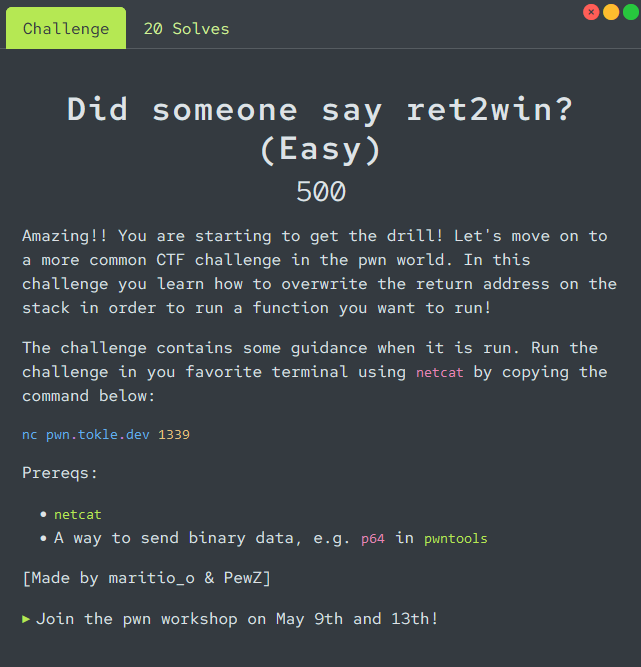 Challenge
20 Solves
Did someone say ret2win?
(Easy)
500
Amazing!! You are starting to get the drill! Let's move on to
a more common CTF challenge in the pwn world. In this
challenge you learn how to overwrite the return address on the
stack in order to run a function you want to run!
The challenge contains some guidance when it is run. Run the
challenge in you favorite terminal using netcat by copying the
command below:
nc pwn.tokle.dev 1339
Prereqs:
• netcat
• A way to send binary data, e.g. p64 in pwntools
[Made by maritio_o & PewZ]
▸ Join the pwn workshop on May 9th and 13th!